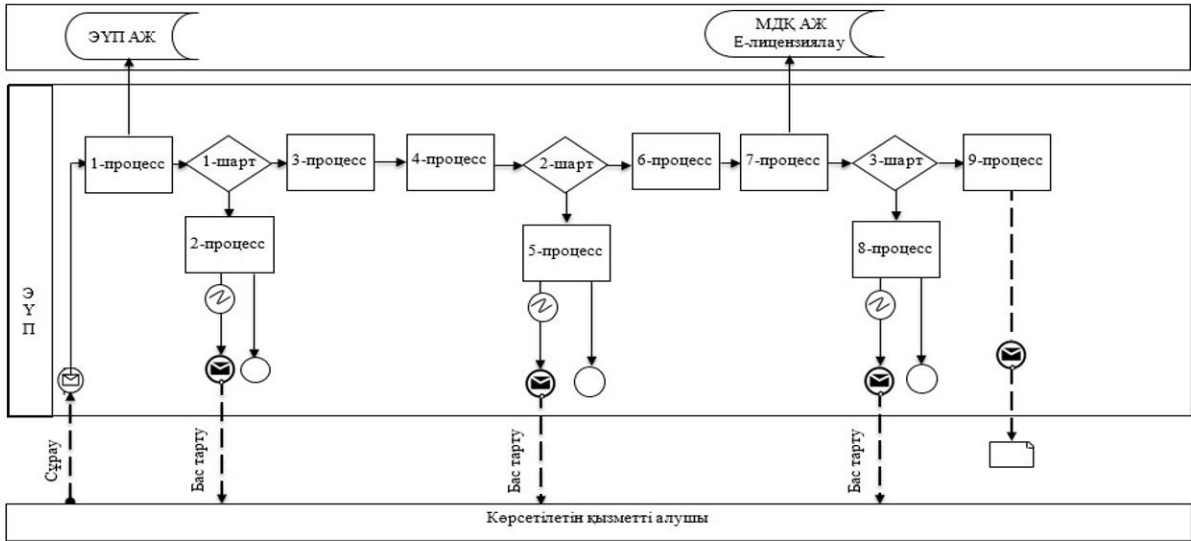 ЭҮП АЖ
МДҚ АЖ
Е-лицензиялау
1-процесс
1-шарт
3-процесс
4-процесс
2-шарт
6-процесс
7-процесс
3-шарт
9-процесс
2-процесс
5-процесс
8-процесс
Э
Ү
П
Сұрау
Бас тарту
Бас тарту
Бас тарту
Көрсетілетін қызметті алушы